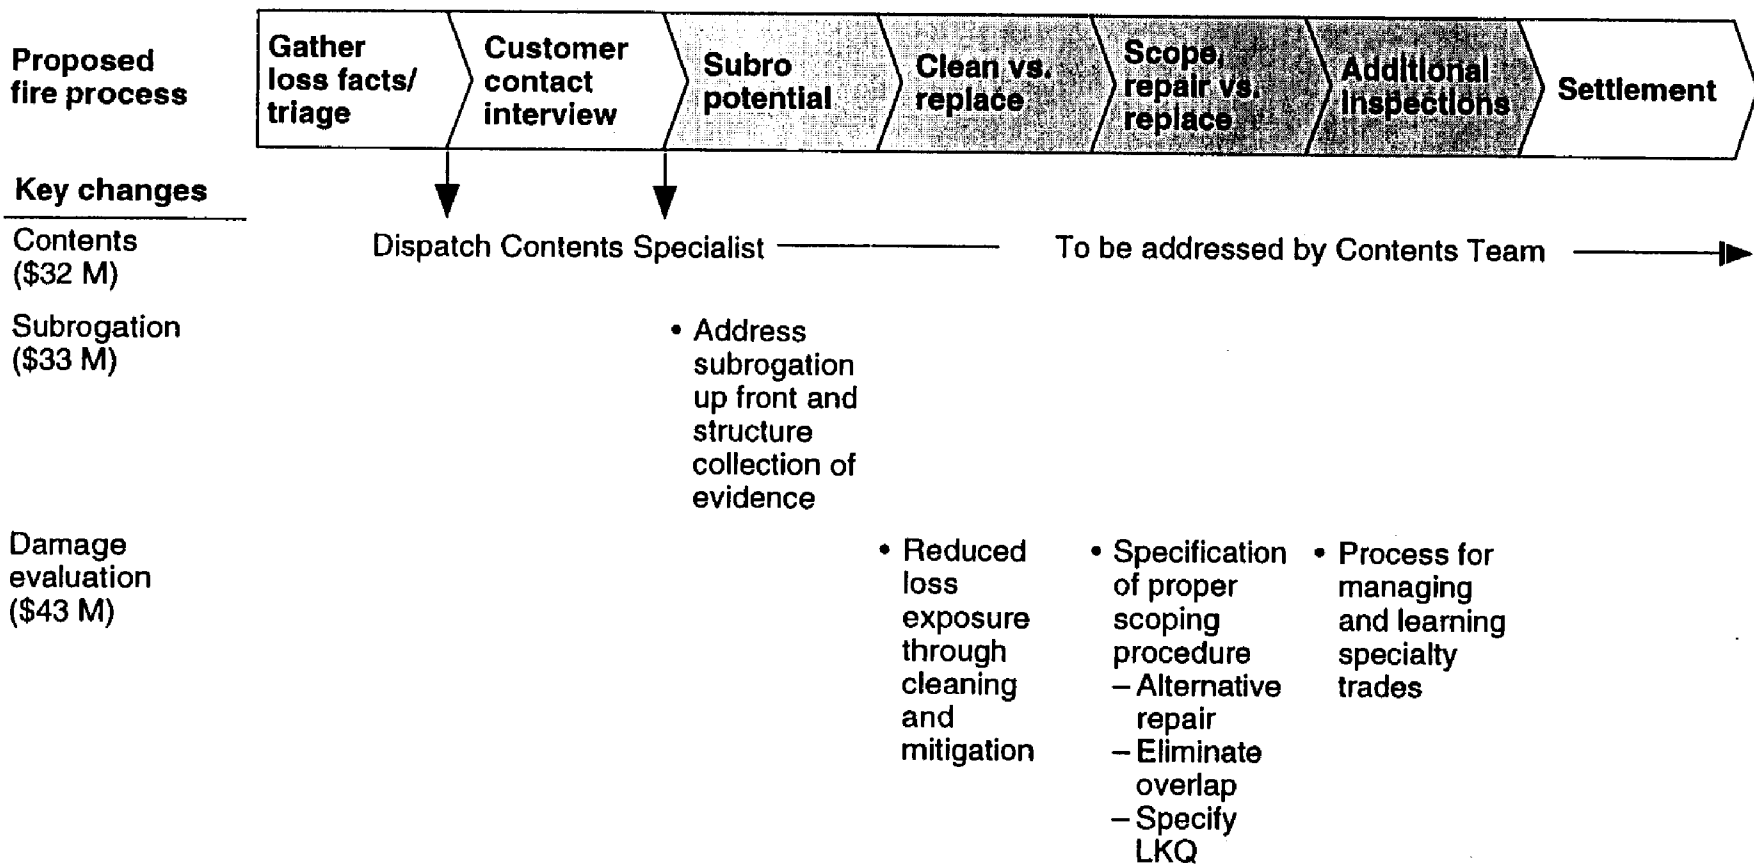 Proposed
fire process
Gather
loss facts/
triage
Customer
contact
interview
Subro
potential
Clean vs.
replace
Scope,
repair vs.
replace
Additional
Inspections
Settlement
Key changes
Contents
($32 M)
Dispatch Contents Specialist
To be addressed by Contents Team
Subrogation
($33 M)
• Address
subrogation
up front and
structure
collection of
evidence
Damage
evaluation
($43 M)
• Reduced
loss
exposure
through
cleaning
and
mitigation
• Specification
of proper
scoping
procedure
– Alternative
repair
– Eliminate
overlap
– Specify
LKQ
• Process for
managing
and learning
specialty
trades